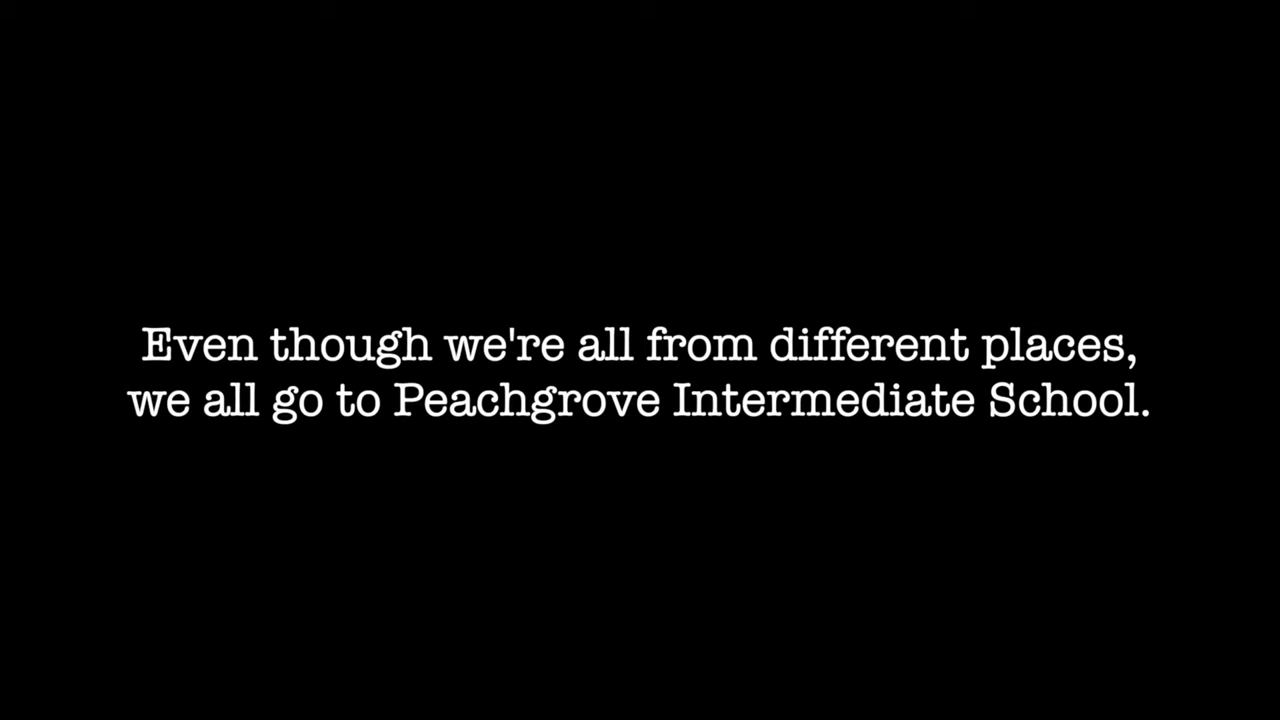 Even though we're all from different places,
we all go to Peachgrove Intermediate School.